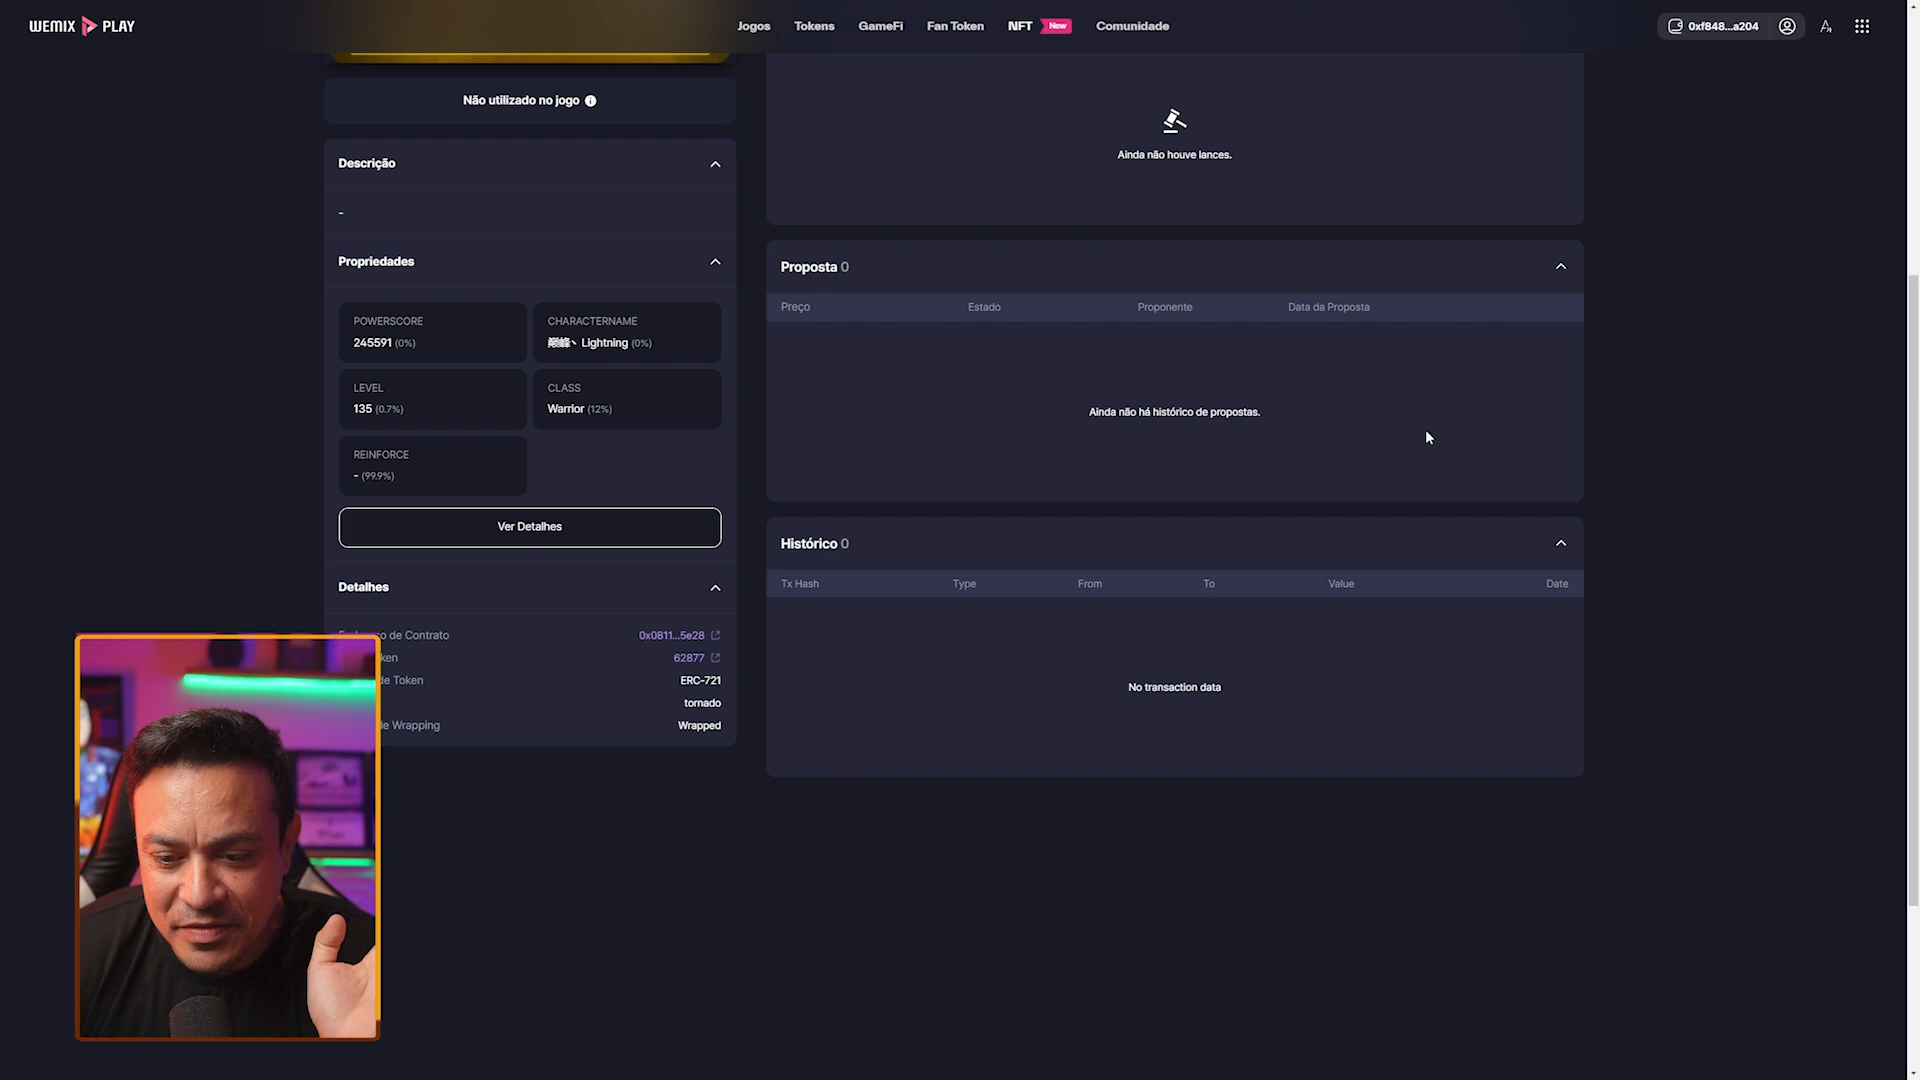 WEMIX PLAY
Jogos
Tokens
GameFi
Fan Token
NFT New
Comunidade
0xf848...a204
Não utilizado no jogo
Descrição
-
Propriedades
POWERSCORE
245591 (0%)
CHARACTERNAME
巅峰丶 Lightning (0%)
LEVEL
135 (0.7%)
CLASS
Warrior (12%)
REINFORCE
- (99.9%)
Ver Detalhes
Detalhes
de Contrato
0x0811...5e28
62877
de Token
ERC-721
tornado
de Wrapping
Wrapped
Ainda não houve lances.
Proposta 0
Preço
Estado
Proponente
Data da Proposta
Ainda não há histórico de propostas.
Histórico 0
Tx Hash
Type
From
To
Value
Date
No transaction data